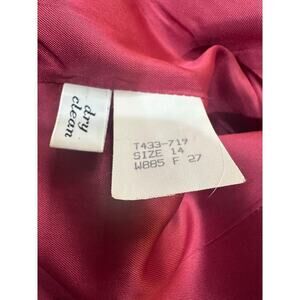 dry
clean
T433-719
SIZE 14
W885 F 27